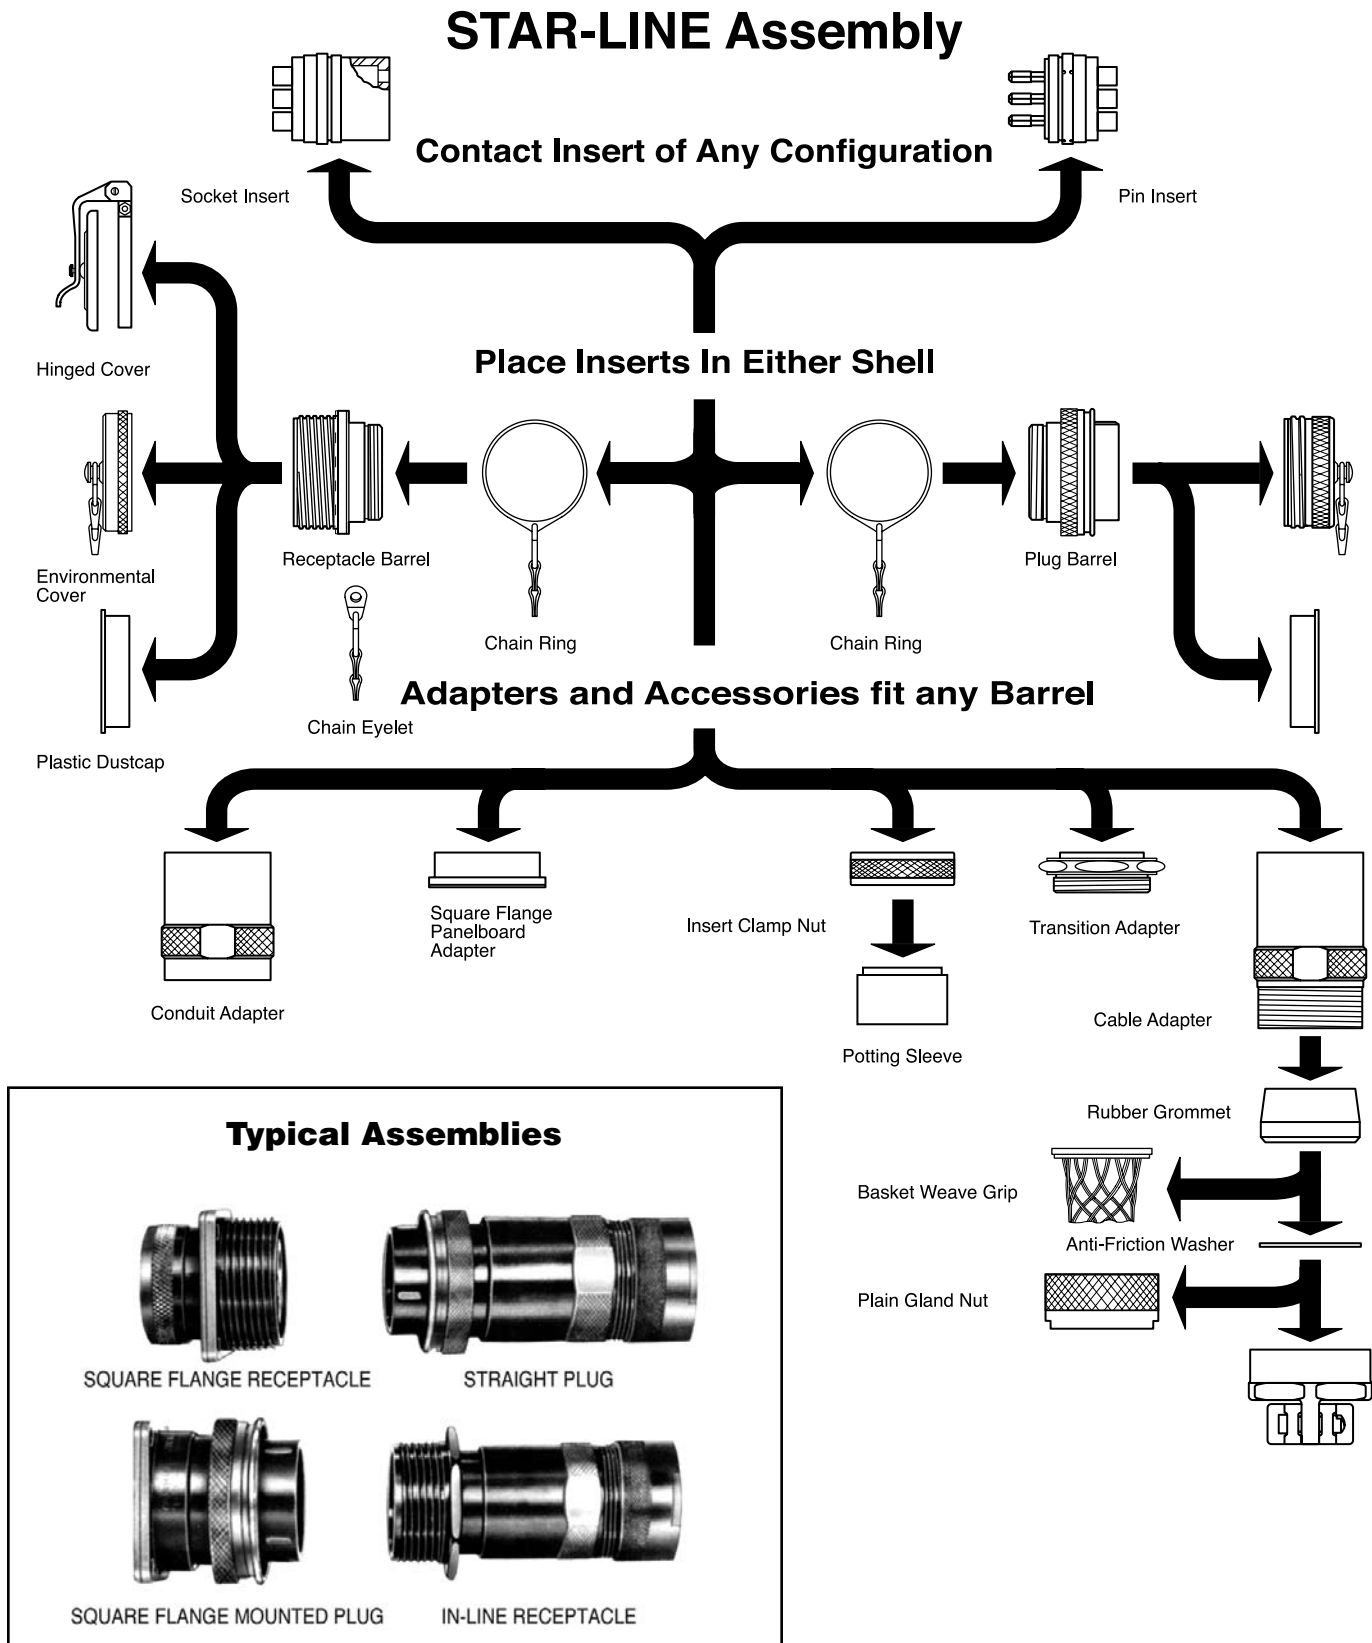 STAR-LINE Assembly
Contact Insert of Any Configuration
Socket Insert
Pin Insert
Place Inserts In Either Shell
Hinged Cover
Receptacle Barrel
Plug Barrel
Environmental
Cover
Chain Ring
Chain Ring
Adapters and Accessories fit any Barrel
Chain Eyelet
Plastic Dustcap
Square Flange
Panelboard
Adapter
Insert Clamp Nut
Transition Adapter
Conduit Adapter
Cable Adapter
Potting Sleeve
Rubber Grommet
Basket Weave Grip
Anti-Friction Washer
Plain Gland Nut
Typical Assemblies
SQUARE FLANGE RECEPTACLE
STRAIGHT PLUG
SQUARE FLANGE MOUNTED PLUG
IN-LINE RECEPTACLE